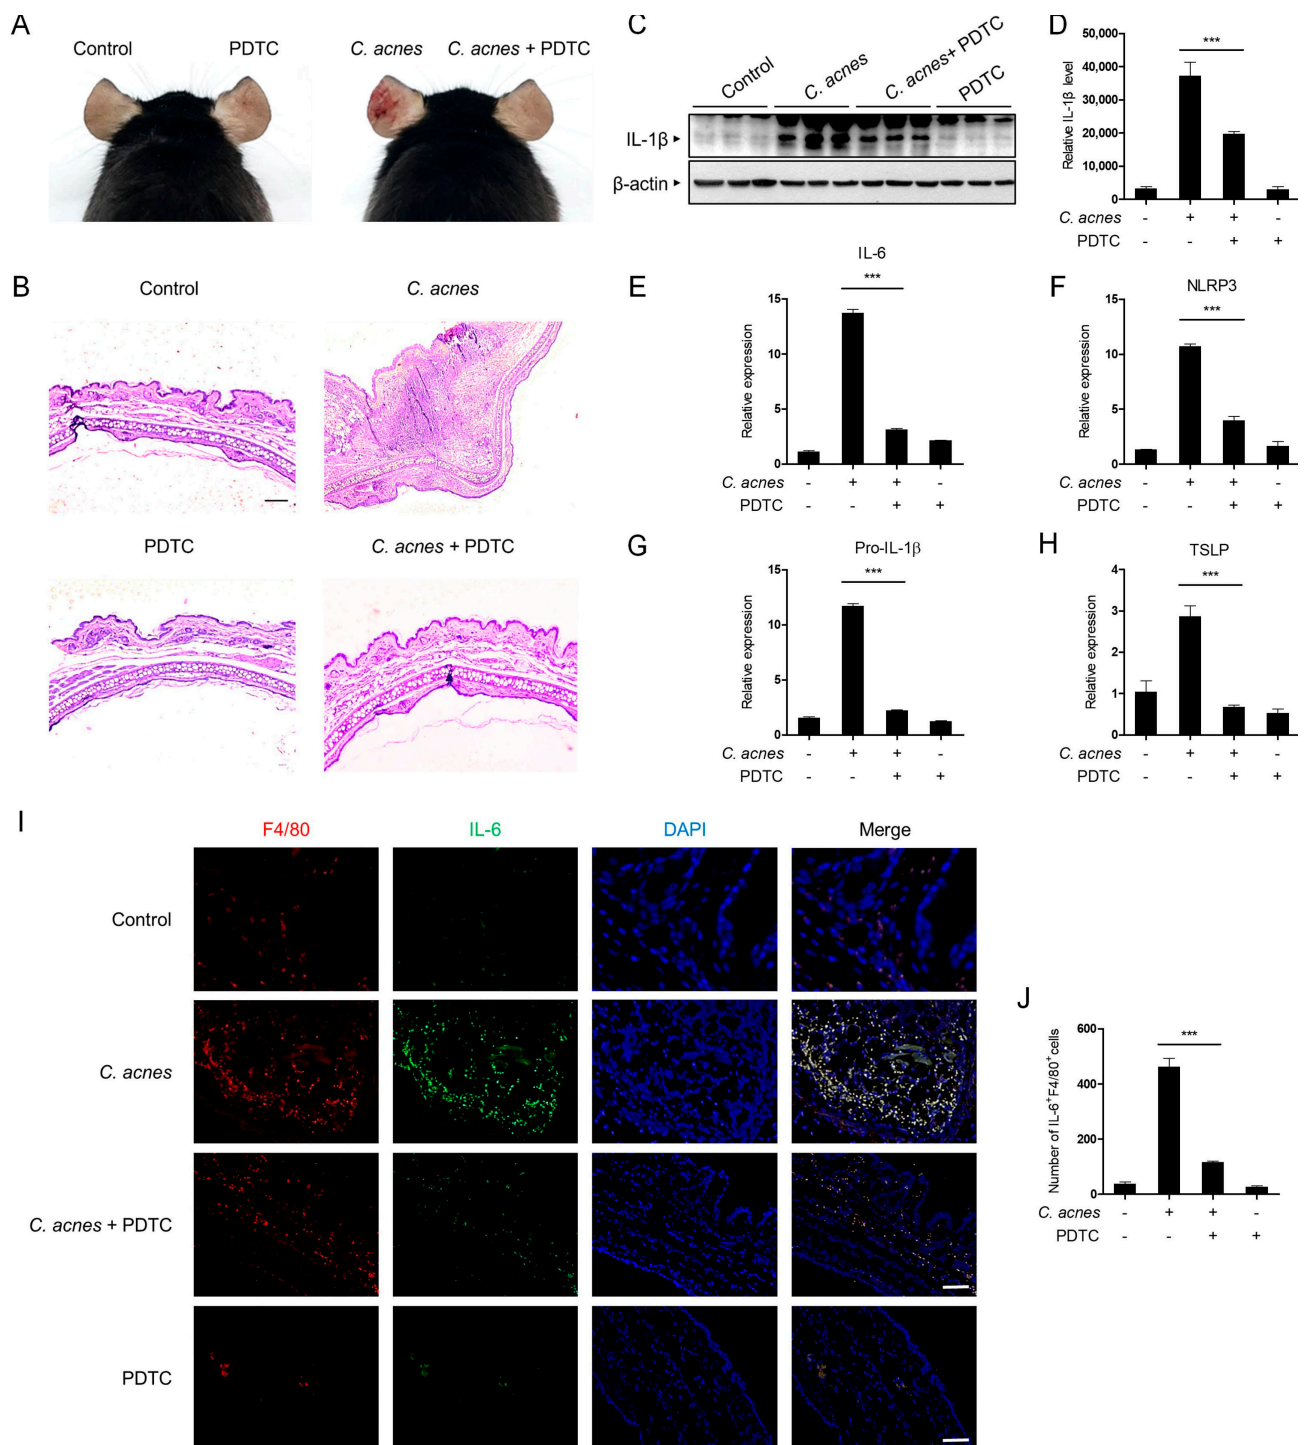 A
Control
PDTC
C. acnes
C. acnes + PDTC
B
Control
C. acnes
PDTC
C. acnes + PDTC
C
Control
C. acnes
C. acnes+ PDTC
PDTC
IL-1β
β-actin
D
***
Relative IL-1β level
50,000
40,000
30,000
20,000
10,000
0
C. acnes - + + -
PDTC - - + +
E
IL-6
***
Relative expression
15
10
5
0
C. acnes - + + -
PDTC - - + +
F
NLRP3
***
Relative expression
15
10
5
0
C. acnes - + + -
PDTC - - + +
G
Pro-IL-1β
***
Relative expression
15
10
5
0
C. acnes - + + -
PDTC - - + +
H
TSLP
***
Relative expression
4
3
2
1
0
C. acnes - + + -
PDTC - - + +
I
F4/80
IL-6
DAPI
Merge
Control
C. acnes
C. acnes + PDTC
PDTC
J
***
Number of IL-6⁺F4/80⁺cells
600
400
200
0
C. acnes - + + -
PDTC - - + +